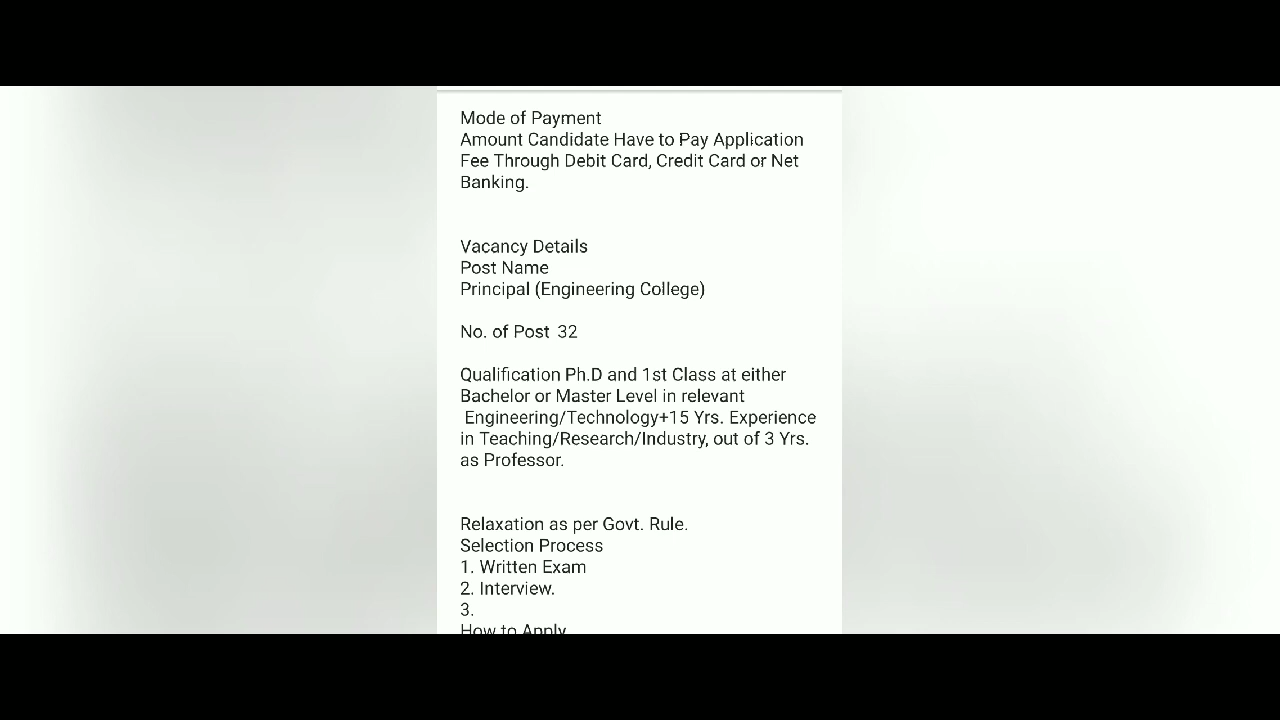 Mode of Payment
Amount Candidate Have to Pay Application
Fee Through Debit Card, Credit Card or Net
Banking.
Vacancy Details
Post Name
Principal (Engineering College)
No. of Post 32
Qualification Ph.D and 1st Class at either
Bachelor or Master Level in relevant
Engineering/Technology+15 Yrs. Experience
in Teaching/Research/Industry, out of 3 Yrs.
as Professor.
Relaxation as per Govt. Rule.
Selection Process
1. Written Exam
2. Interview.
3.
How to Apply